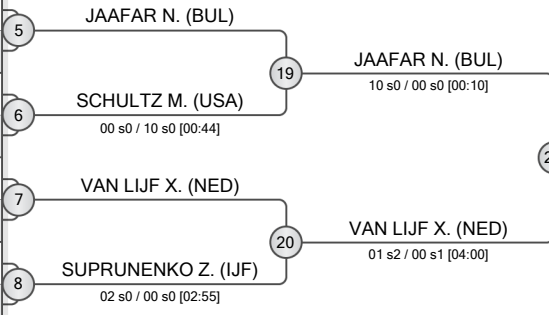 5
JAAFAR N. (BUL)
19
JAAFAR N. (BUL)
10 s0 / 00 s0 [00:10]
6
SCHULTZ M. (USA)
00 s0 / 10 s0 [00:44]
7
VAN LIJF X. (NED)
20
VAN LIJF X. (NED)
01 s2 / 00 s1 [04:00]
8
SUPRUNENKO Z. (IJF)
02 s0 / 00 s0 [02:55]